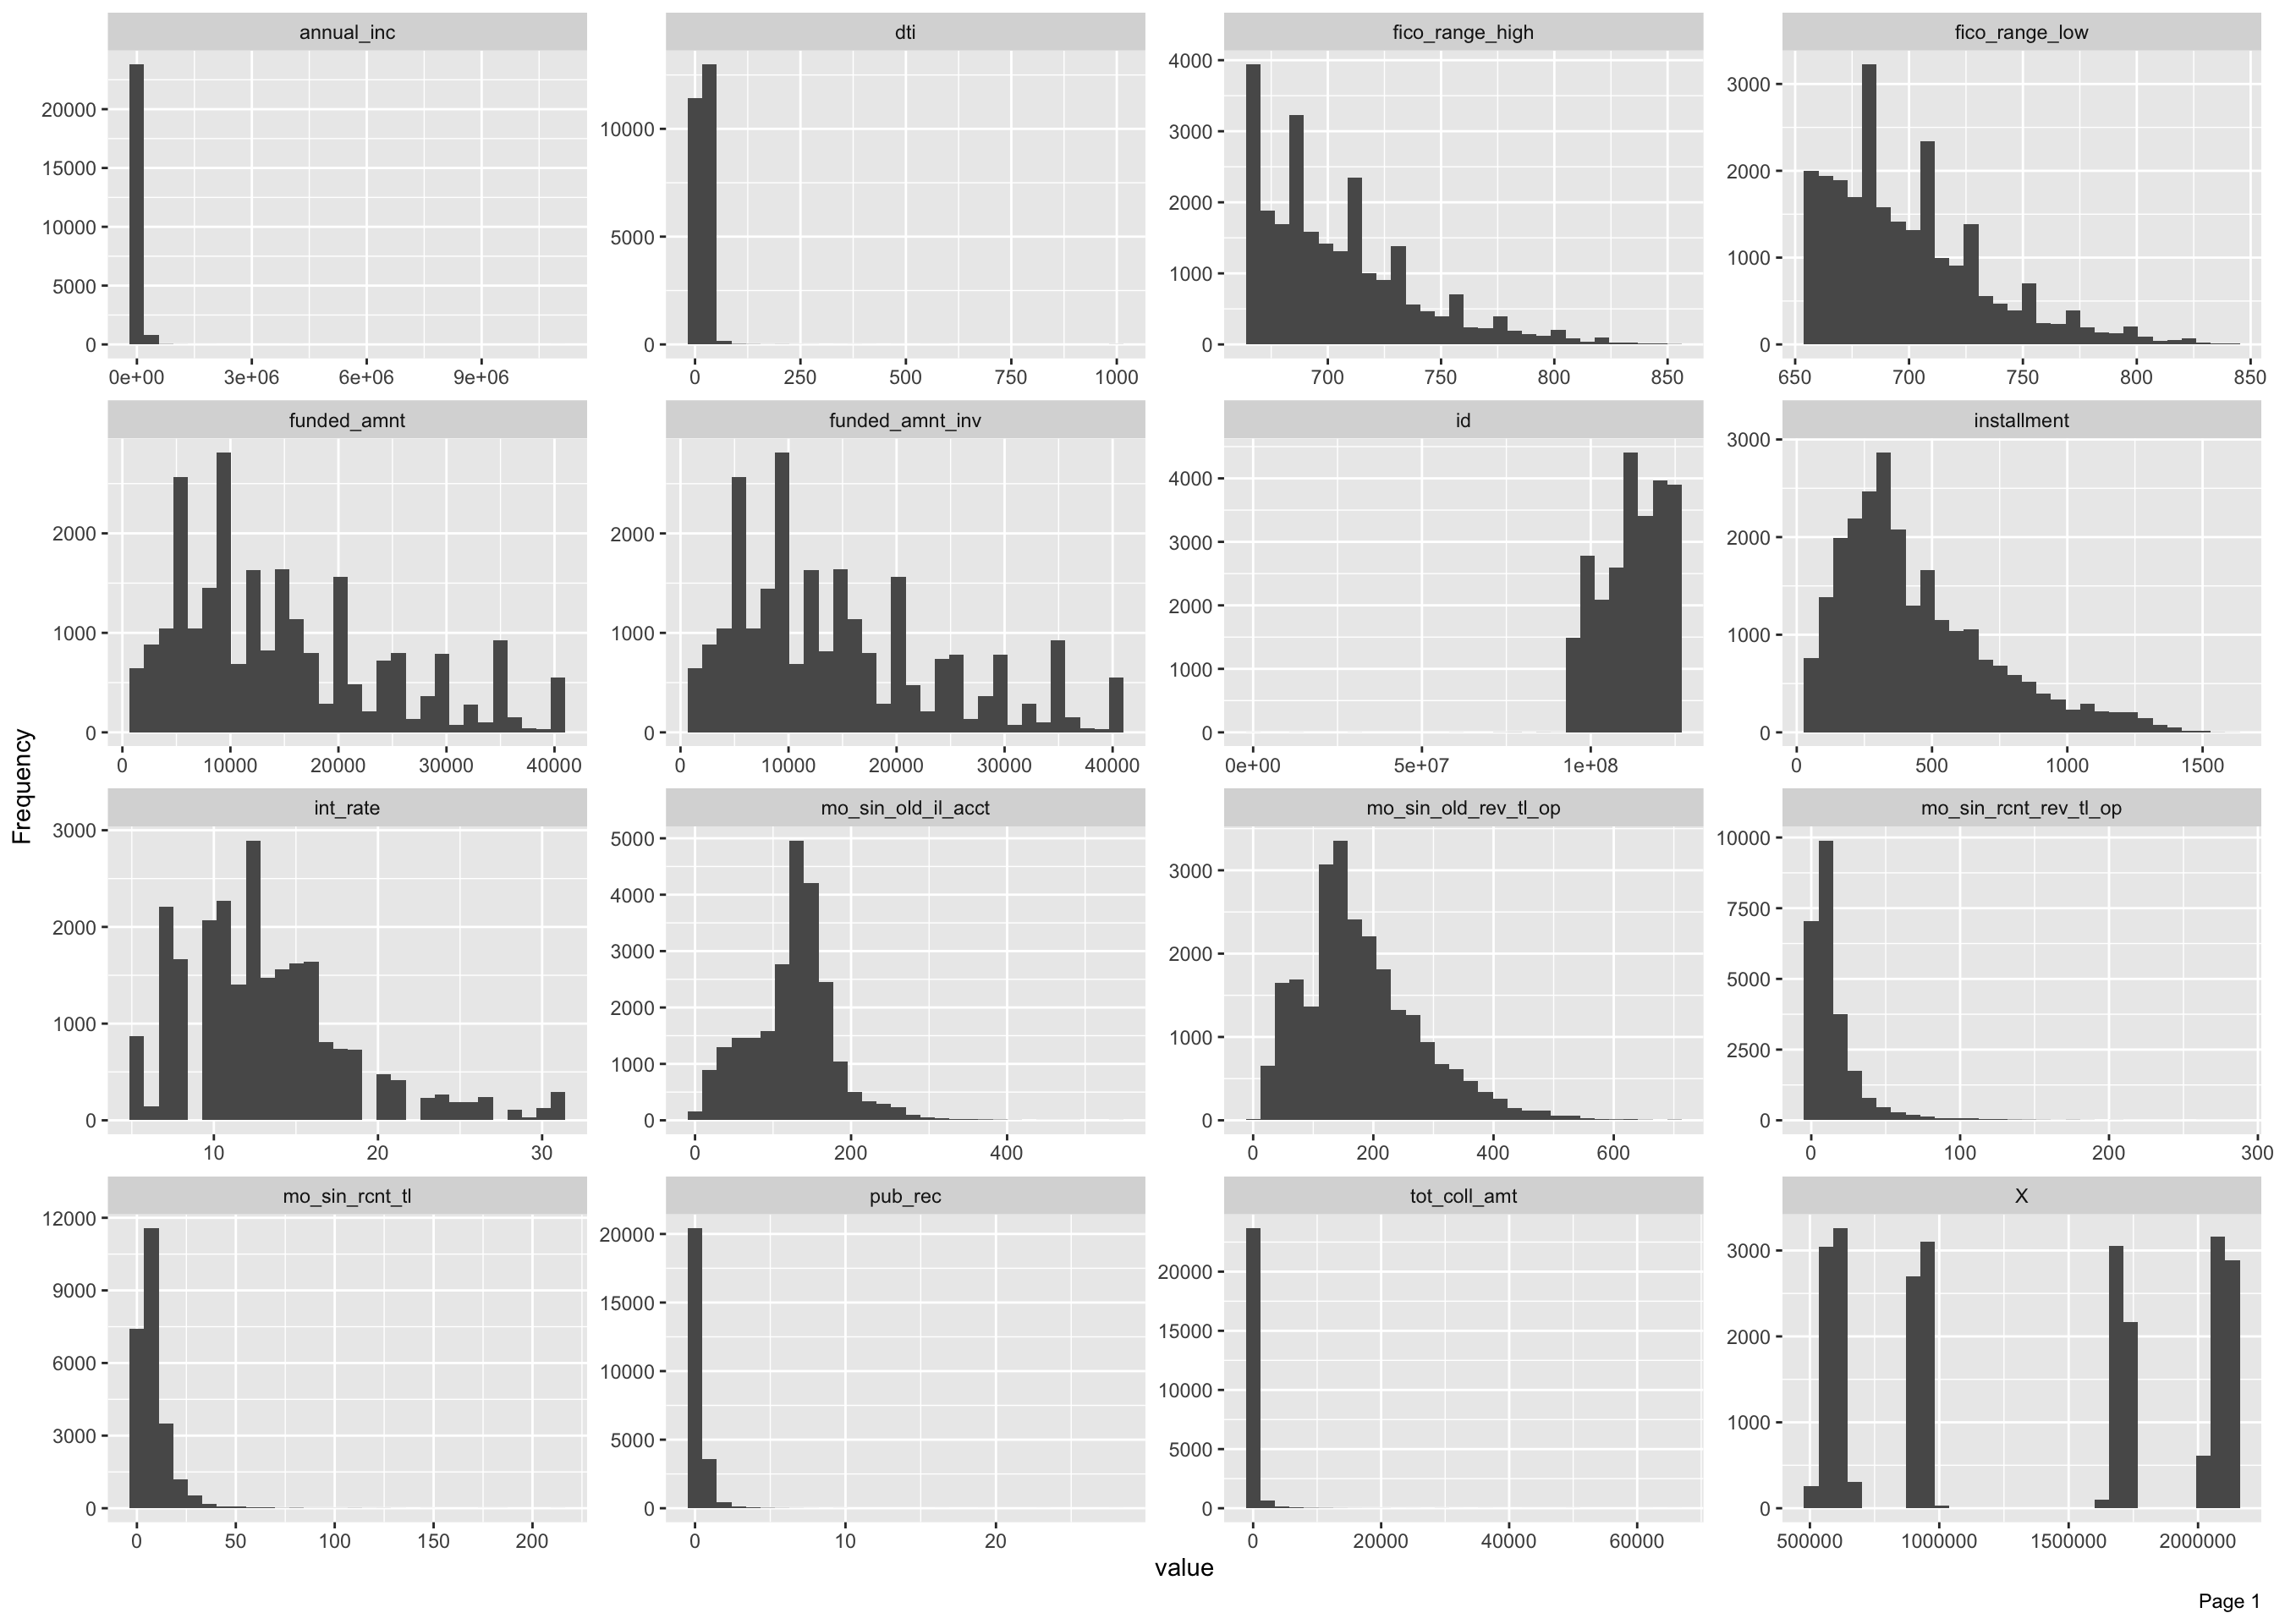 annual_inc
dti
fico_range_high
fico_range_low
20000
15000
10000
5000
0
0e+00 3e+06 6e+06 9e+06
10000
5000
0
0 250 500 750 1000
4000
3000
2000
1000
0
700 750 800 850
3000
2000
1000
0
650 700 750 800 850
funded_amnt
funded_amnt_inv
id
installment
2000
1000
0
0 10000 20000 30000 40000
2000
1000
0
0 10000 20000 30000 40000
4000
3000
2000
1000
0
0e+00 5e+07 1e+08
3000
2000
1000
0
0 500 1000 1500
int_rate
mo_sin_old_il_acct
mo_sin_old_rev_tl_op
mo_sin_rcnt_rev_tl_op
3000
2000
1000
0
10 20 30
5000
4000
3000
2000
1000
0
0 200 400
3000
2000
1000
0
0 200 400 600
10000
7500
5000
2500
0
0 100 200 300
mo_sin_rcnt_tl
pub_rec
tot_coll_amt
X
12000
9000
6000
3000
0
0 50 100 150 200
20000
15000
10000
5000
0
0 10 20
20000
15000
10000
5000
0
0 20000 40000 60000
3000
2000
1000
0
500000 1000000 1500000 2000000
Frequency
value
Page 1